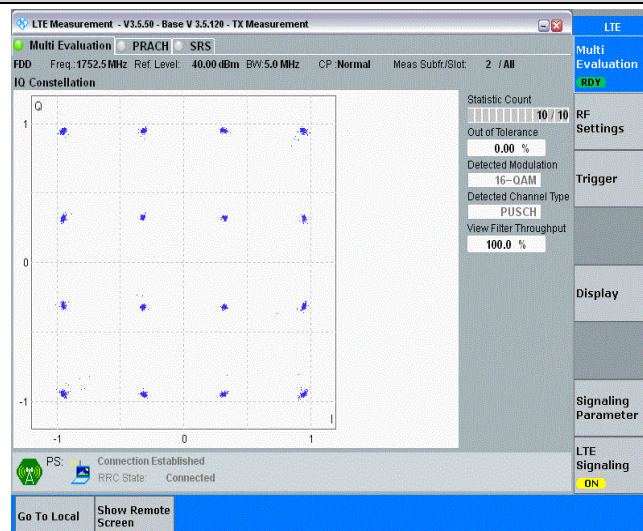 LTE Measurement - V3.5.50 - Base V 3.5.120 - TX Measurement
LTE
Multi Evaluation PRACH SRS
Multi
Evaluation
RDY
FDD Freq.:1752.5 MHz Ref. Level: 40.00 dBm BW:5.0 MHz CP :Normal Meas Subfr./Slot: 2 / All
IQ Constellation
Q
1
0
-1
-1 0 1
I
Statistic Count
10 / 10
Out of Tolerance
0.00 %
Detected Modulation
16-QAM
Detected Channel Type
PUSCH
View Filter Throughput
100.0 %
RF
Settings
Trigger
Display
Signaling
Parameter
LTE
Signaling
ON
PS: Connection Established
RRC State: Connected
Go To Local
Show Remote
Screen